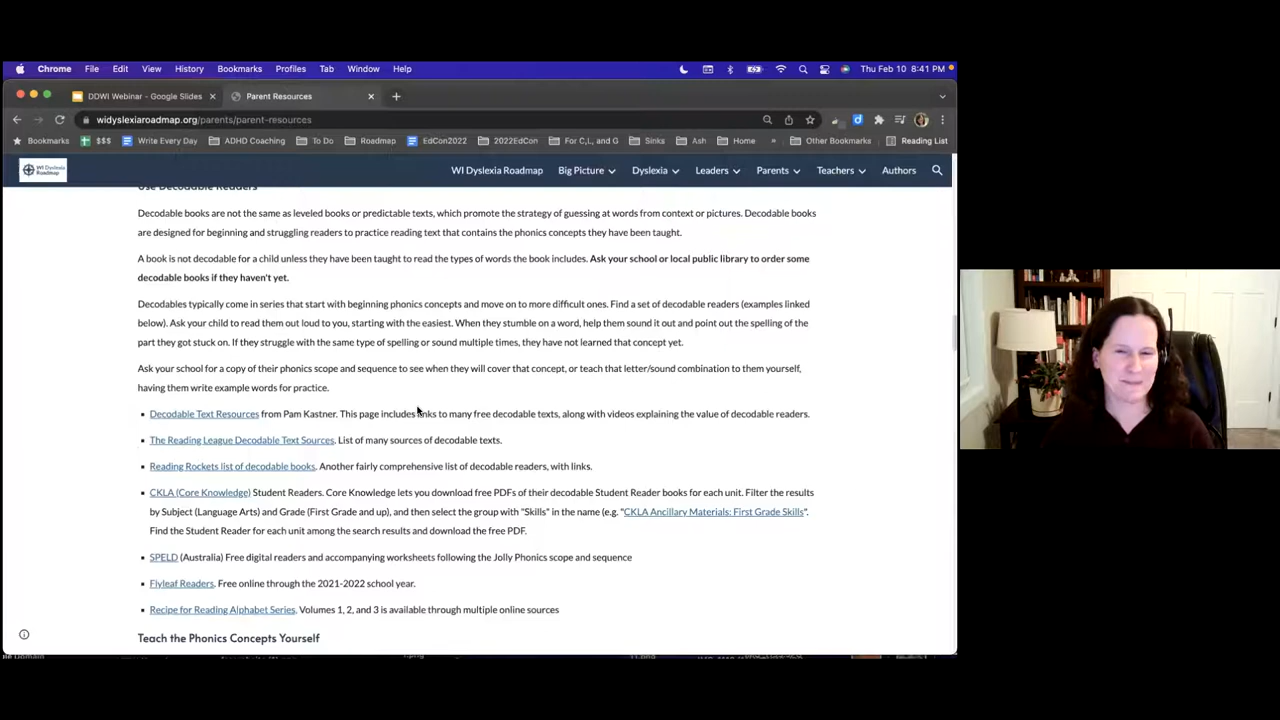 Chrome File Edit View History Bookmarks Profiles Tab Window Help Thu Feb 10 8:41 PM
DDWI Webinar - Google Slides Parent Resources
widyslexiaroadmap.org/parents/parent-resources
Bookmarks $$$ Write Every Day ADHD Coaching To Do Roadmap EdCon2022 2022EdCon For C,L, and G Sinks Ash Home » Other Bookmarks Reading List
WI Dyslexia Roadmap WI Dyslexia Roadmap Big Picture Dyslexia Leaders Parents Teachers Authors
Use Decodable Readers
Decodable books are not the same as leveled books or predictable texts, which promote the strategy of guessing at words from context or pictures. Decodable books
are designed for beginning and struggling readers to practice reading text that contains the phonics concepts they have been taught.
A book is not decodable for a child unless they have been taught to read the types of words the book includes. Ask your school or local public library to order some
decodable books if they haven't yet.
Decodables typically come in series that start with beginning phonics concepts and move on to more difficult ones. Find a set of decodable readers (examples linked
below). Ask your child to read them out loud to you, starting with the easiest. When they stumble on a word, help them sound it out and point out the spelling of the
part they got stuck on. If they struggle with the same type of spelling or sound multiple times, they have not learned that concept yet.
Ask your school for a copy of their phonics scope and sequence to see when they will cover that concept, or teach that letter/sound combination to them yourself,
having them write example words for practice.
▪ Decodable Text Resources from Pam Kastner. This page includes links to many free decodable texts, along with videos explaining the value of decodable readers.
▪ The Reading League Decodable Text Sources. List of many sources of decodable texts.
▪ Reading Rockets list of decodable books. Another fairly comprehensive list of decodable readers, with links.
▪ CKLA (Core Knowledge) Student Readers. Core Knowledge lets you download free PDFs of their decodable Student Reader books for each unit. Filter the results
by Subject (Language Arts) and Grade (First Grade and up), and then select the group with "Skills" in the name (e.g. "CKLA Ancillary Materials: First Grade Skills".
Find the Student Reader for each unit among the search results and download the free PDF.
▪ SPELD (Australia) Free digital readers and accompanying worksheets following the Jolly Phonics scope and sequence
▪ Flyleaf Readers. Free online through the 2021-2022 school year.
▪ Recipe for Reading Alphabet Series. Volumes 1, 2, and 3 is available through multiple online sources
Teach the Phonics Concepts Yourself